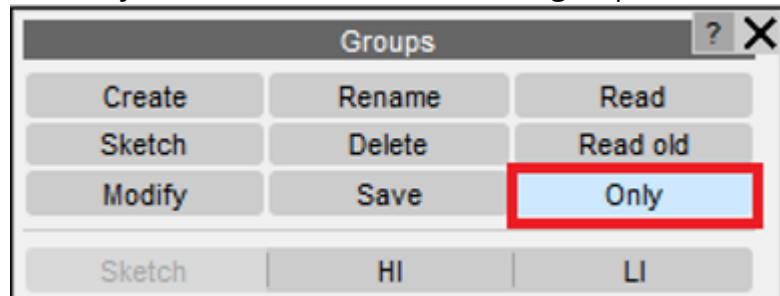 Groups ? X
Create Rename Read
Sketch Delete Read old
Modify Save Only
Sketch HI LI